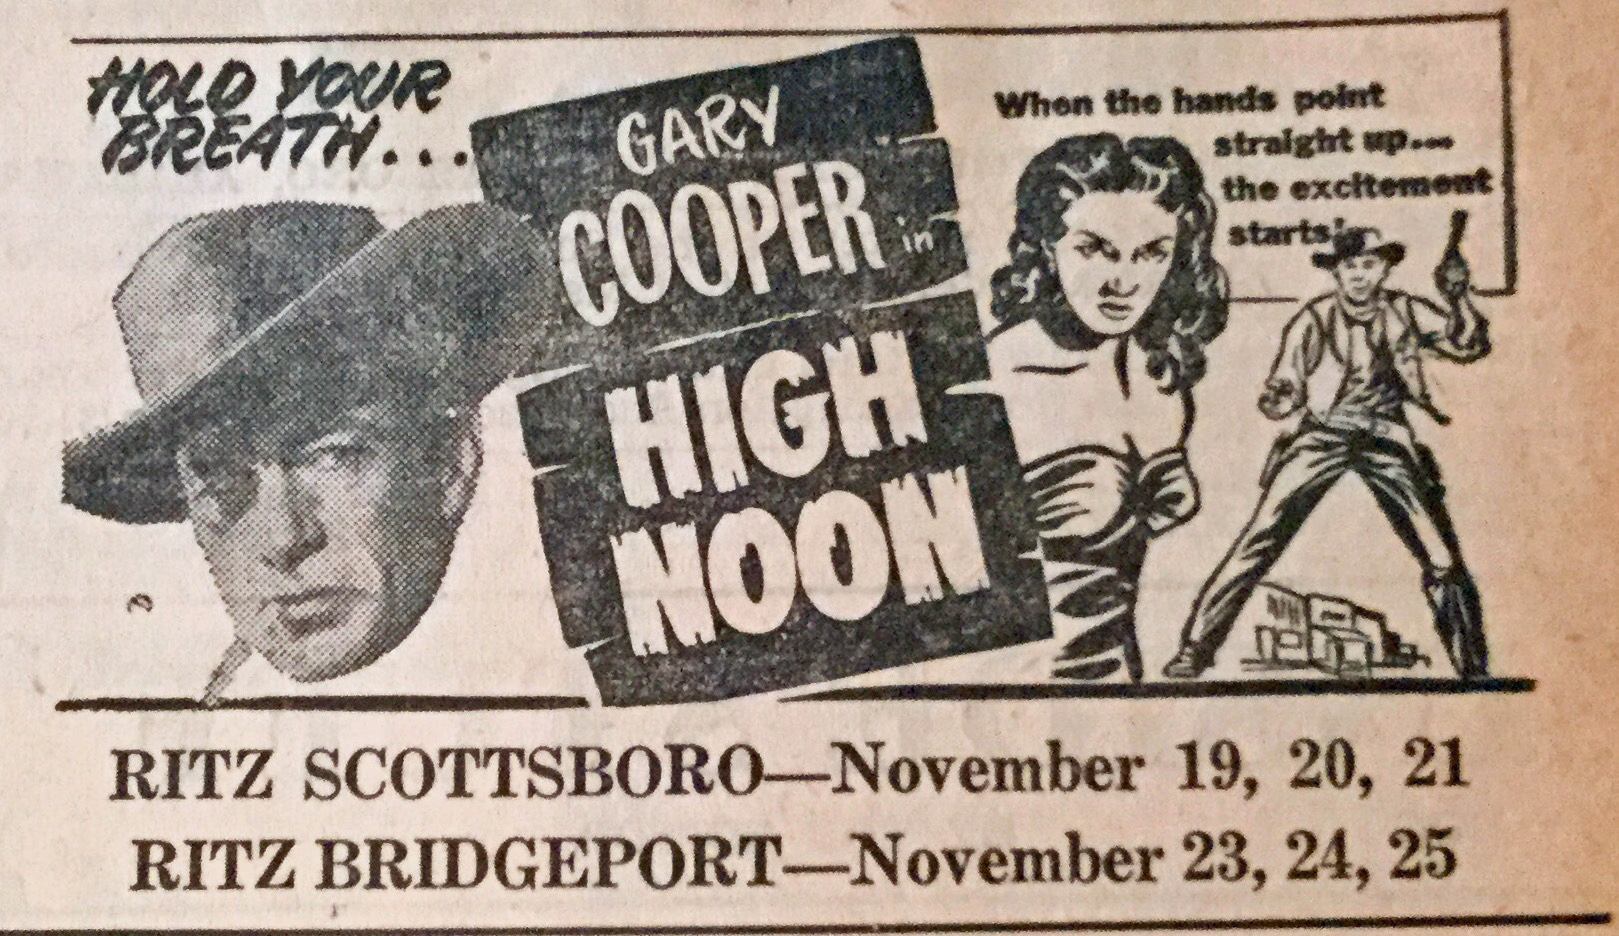 HOLD YOUR
BREATH...
GARY
COOPER in
HIGH
NOON
When the hands point
straight up...
the excitement
starts!
RITZ SCOTTSBORO—November 19, 20, 21
RITZ BRIDGEPORT—November 23, 24, 25